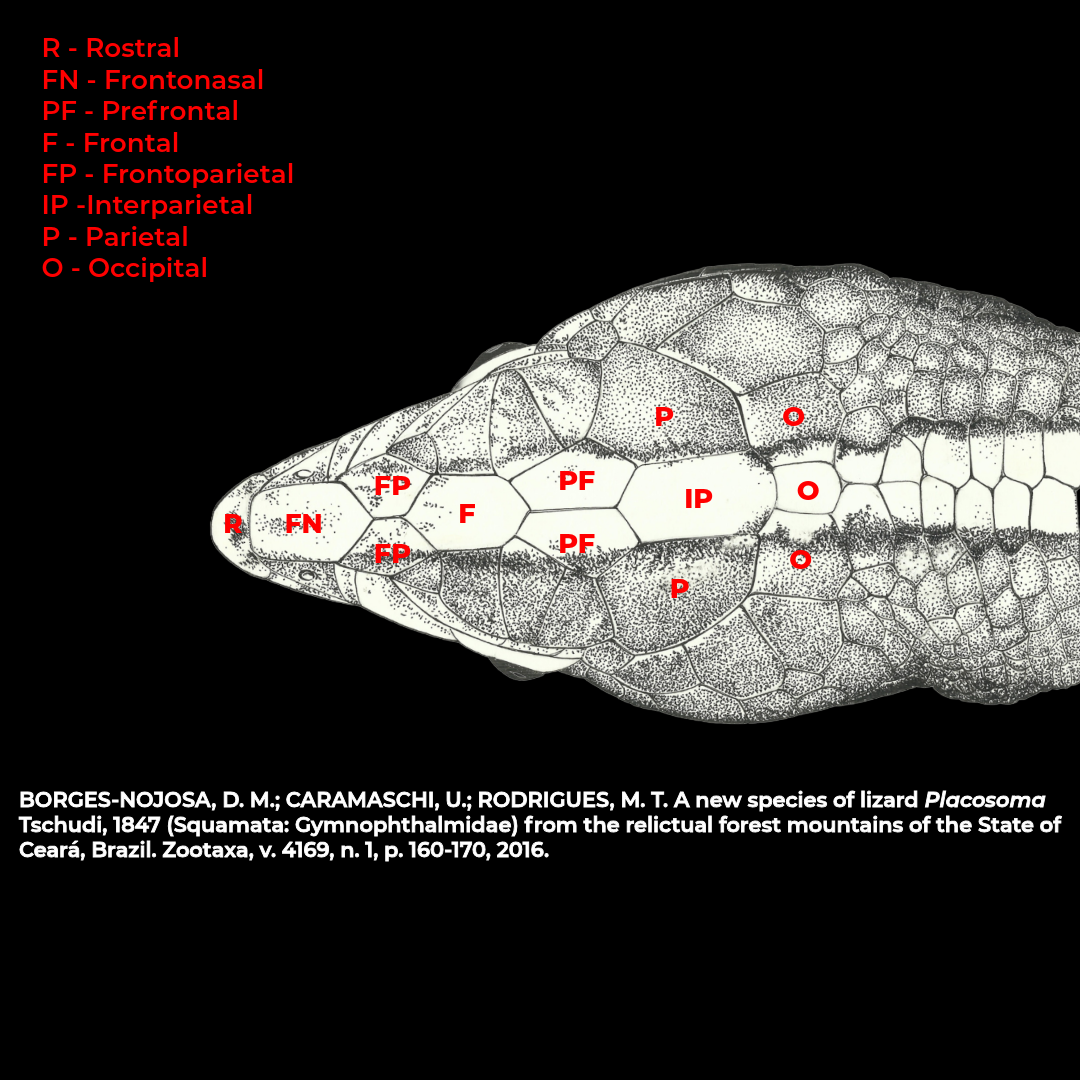 R - Rostral
FN - Frontonasal
PF - Prefrontal
F - Frontal
FP - Frontoparietal
IP -Interparietal
P - Parietal
O - Occipital
P
O
FP
PF
IP
O
R
FN
F
FP
PF
P
O
BORGES-NOJOSA, D. M.; CARAMASCHI, U.; RODRIGUES, M. T. A new species of lizard Placosoma
Tschudi, 1847 (Squamata: Gymnophthalmidae) from the relictual forest mountains of the State of
Ceará, Brazil. Zootaxa, v. 4169, n. 1, p. 160-170, 2016.